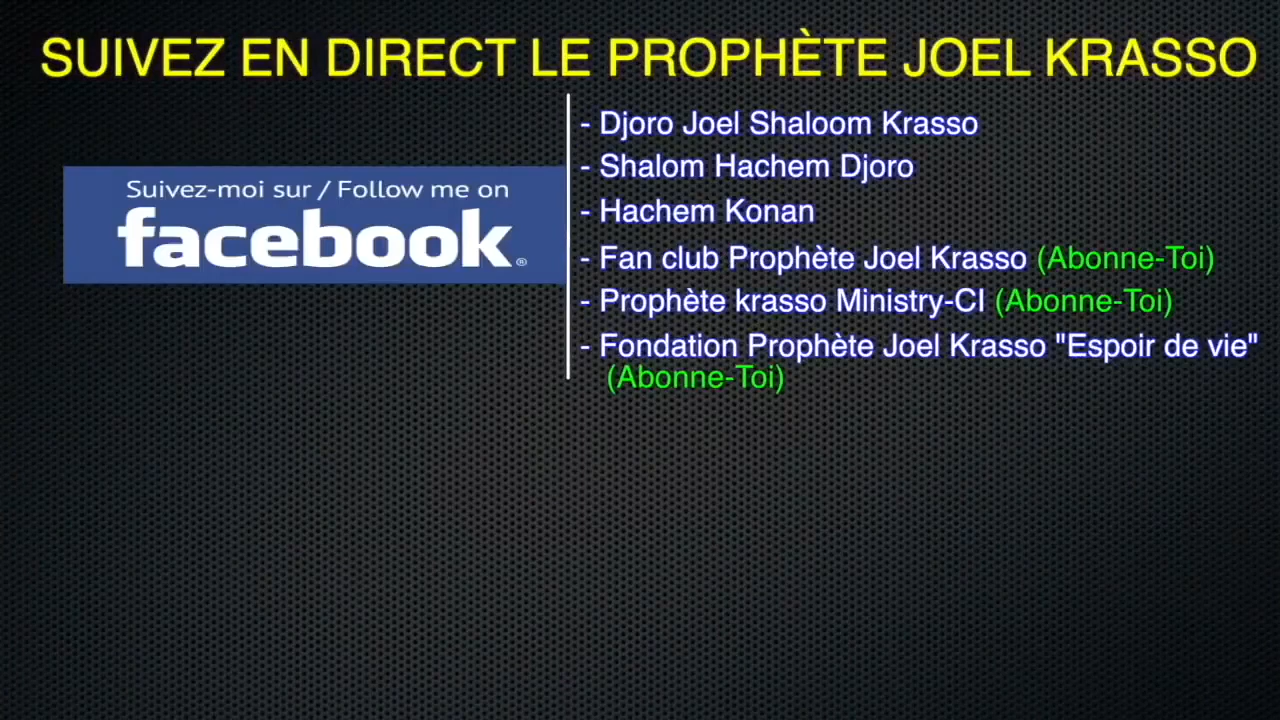 SUIVEZ EN DIRECT LE PROPHÈTE JOEL KRASSO
Suivez-moi sur / Follow me on
facebook®
- Djoro Joel Shaloom Krasso
- Shalom Hachem Djoro
- Hachem Konan
- Fan club Prophète Joel Krasso (Abonne-Toi)
- Prophète krasso Ministry-CI (Abonne-Toi)
- Fondation Prophète Joel Krasso "Espoir de vie"
(Abonne-Toi)